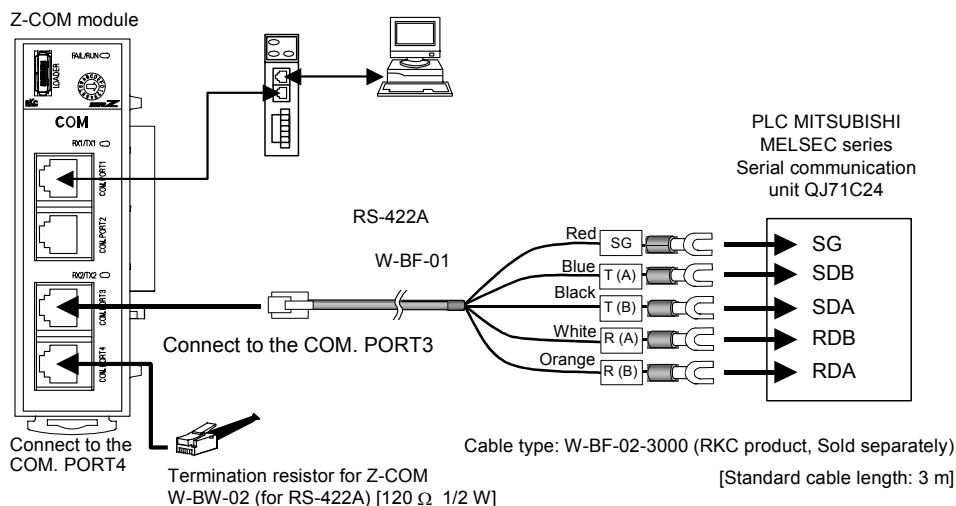 Z-COM module
FAIL/RUN
LOADER
RKC
COM
RX1/TX1
COM.PORT1
COM.PORT2
RX2/TX2
COM.PORT3
COM.PORT4
Connect to the
COM. PORT4
Termination resistor for Z-COM
W-BW-02 (for RS-422A) [120 Ω 1/2 W]
RS-422A
W-BF-01
Connect to the COM. PORT3
Red
SG
Blue
T (A)
Black
T (B)
White
R (A)
Orange
R (B)
PLC MITSUBISHI
MELSEC series
Serial communication
unit QJ71C24
SG
SDB
SDA
RDB
RDA
Cable type: W-BF-02-3000 (RKC product, Sold separately)
[Standard cable length: 3 m]